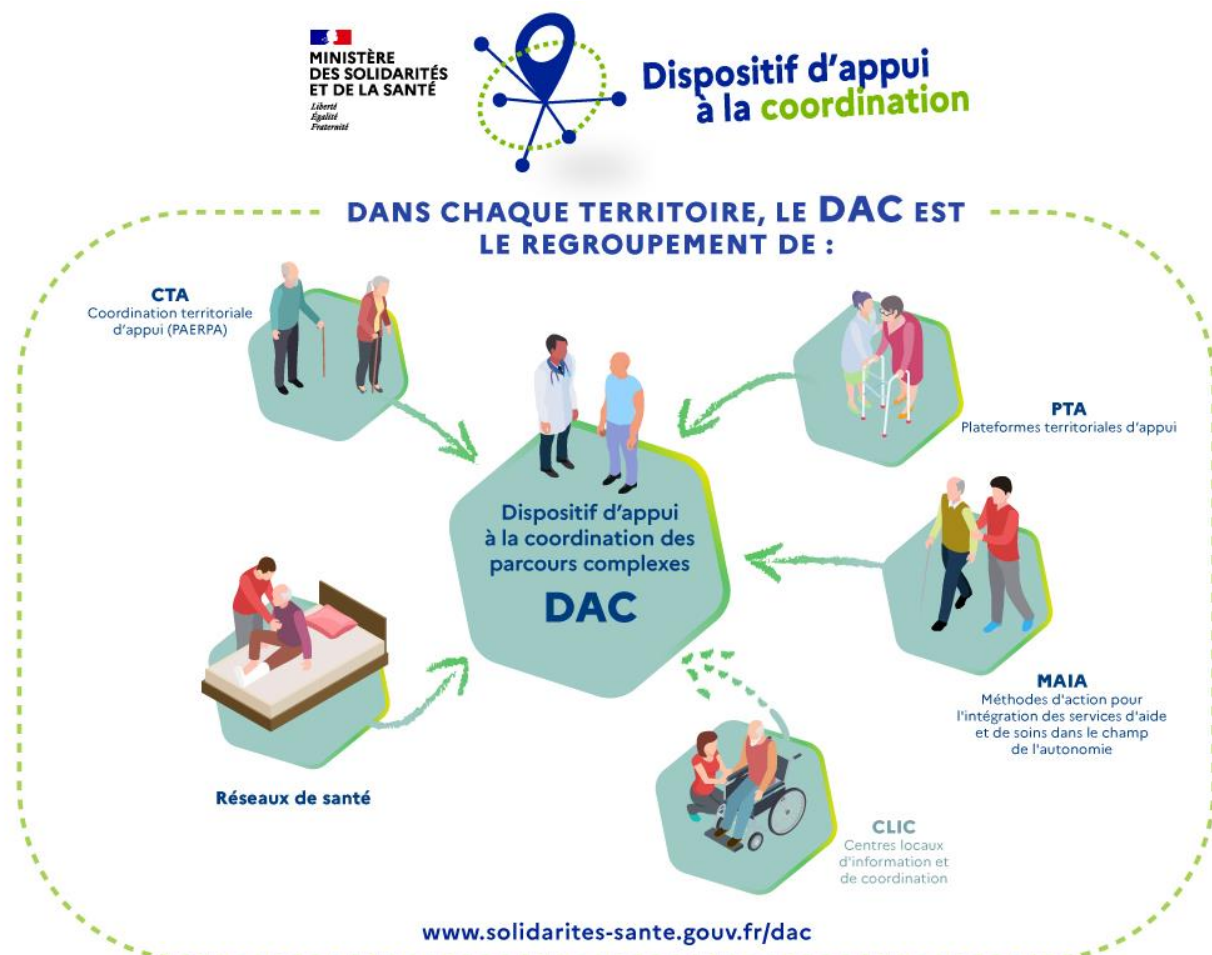 MINISTÈRE
DES SOLIDARITÉS
ET DE LA SANTÉ
Liberté
Égalité
Fraternité
Dispositif d'appui
à la coordination
DANS CHAQUE TERRITOIRE, LE DAC EST
LE REGROUPEMENT DE :
CTA
Coordination territoriale
d'appui (PAERPA)
PTA
Plateformes territoriales d'appui
Dispositif d'appui
à la coordination des
parcours complexes
DAC
MAIA
Méthodes d'action pour
l'intégration des services d'aide
et de soins dans le champ
de l'autonomie
Réseaux de santé
CLIC
Centres locaux
d'information et
de coordination
www.solidarites-sante.gouv.fr/dac